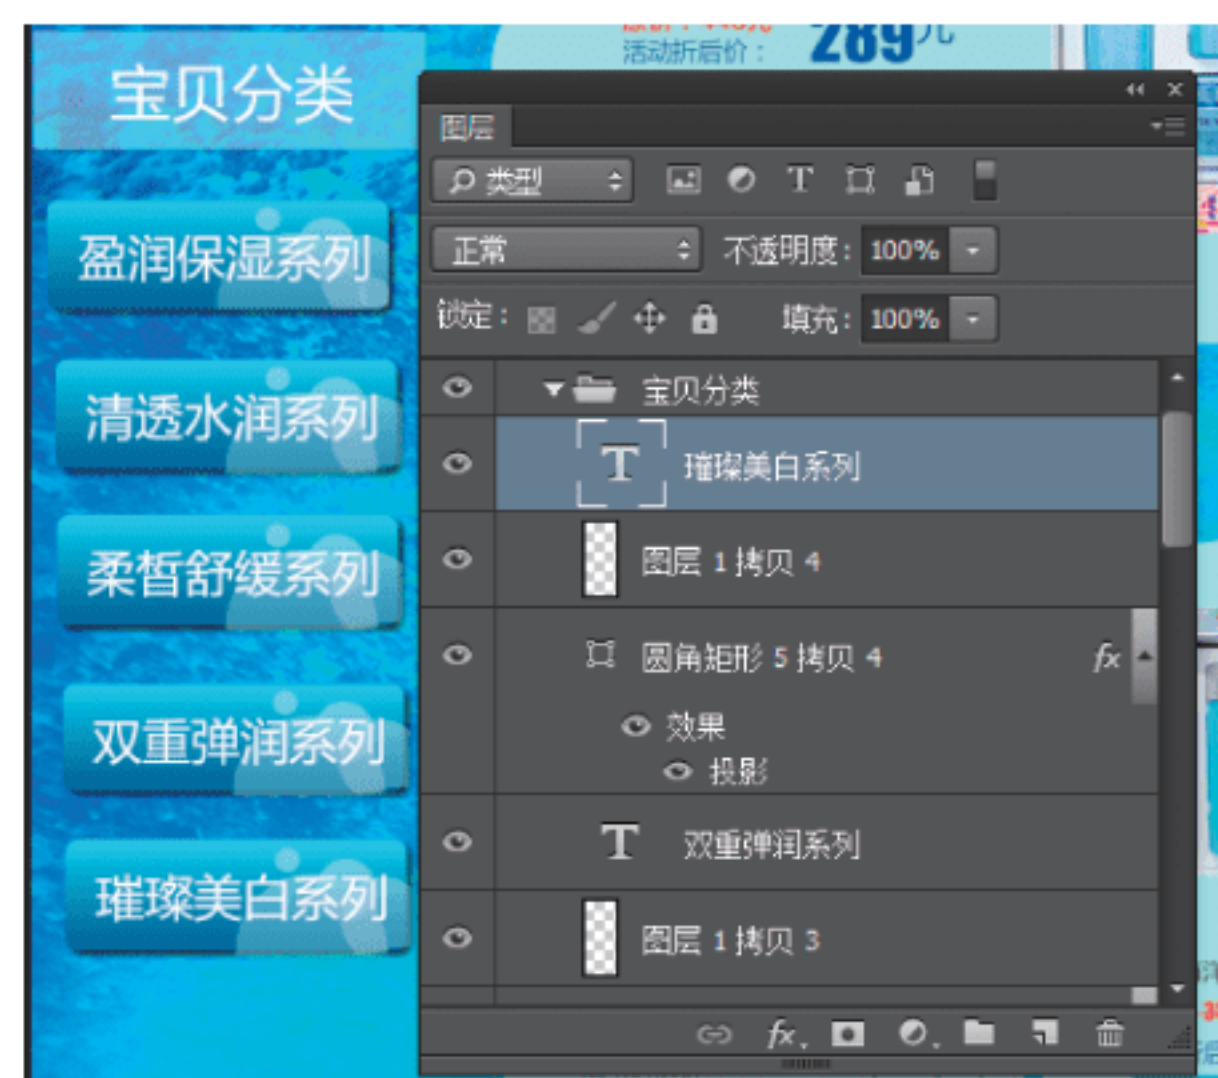 活动折后价： 289元
宝贝分类
盈润保湿系列
清透水润系列
柔皙舒缓系列
双重弹润系列
璀璨美白系列
图层
类型
正常 不透明度： 100%
锁定： 填充： 100%
宝贝分类
璀璨美白系列
图层 1 拷贝 4
圆角矩形 5 拷贝 4 fx
效果
投影
双重弹润系列
图层 1 拷贝 3
fx